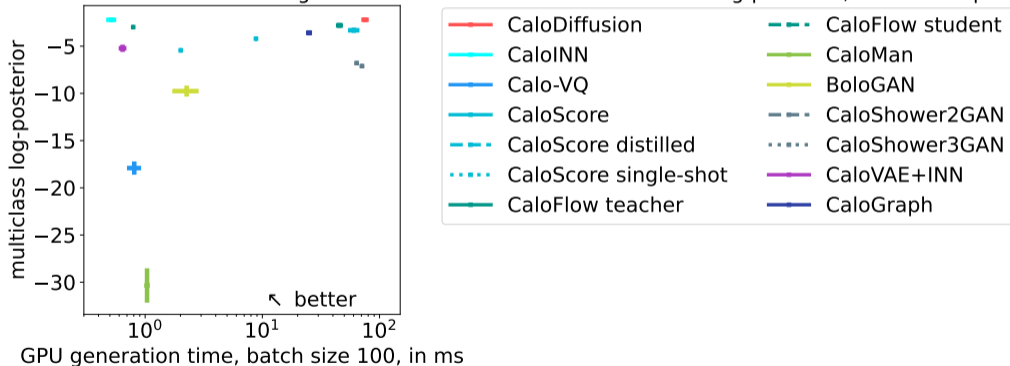 −5
−10
−15
−20
−25
−30
multiclass log-posterior
↖ better
10⁰
10¹
10²
GPU generation time, batch size 100, in ms
CaloDiffusion
CaloINN
Calo-VQ
CaloScore
CaloScore distilled
CaloScore single-shot
CaloFlow teacher
CaloFlow student
CaloMan
BoloGAN
CaloShower2GAN
CaloShower3GAN
CaloVAE+INN
CaloGraph